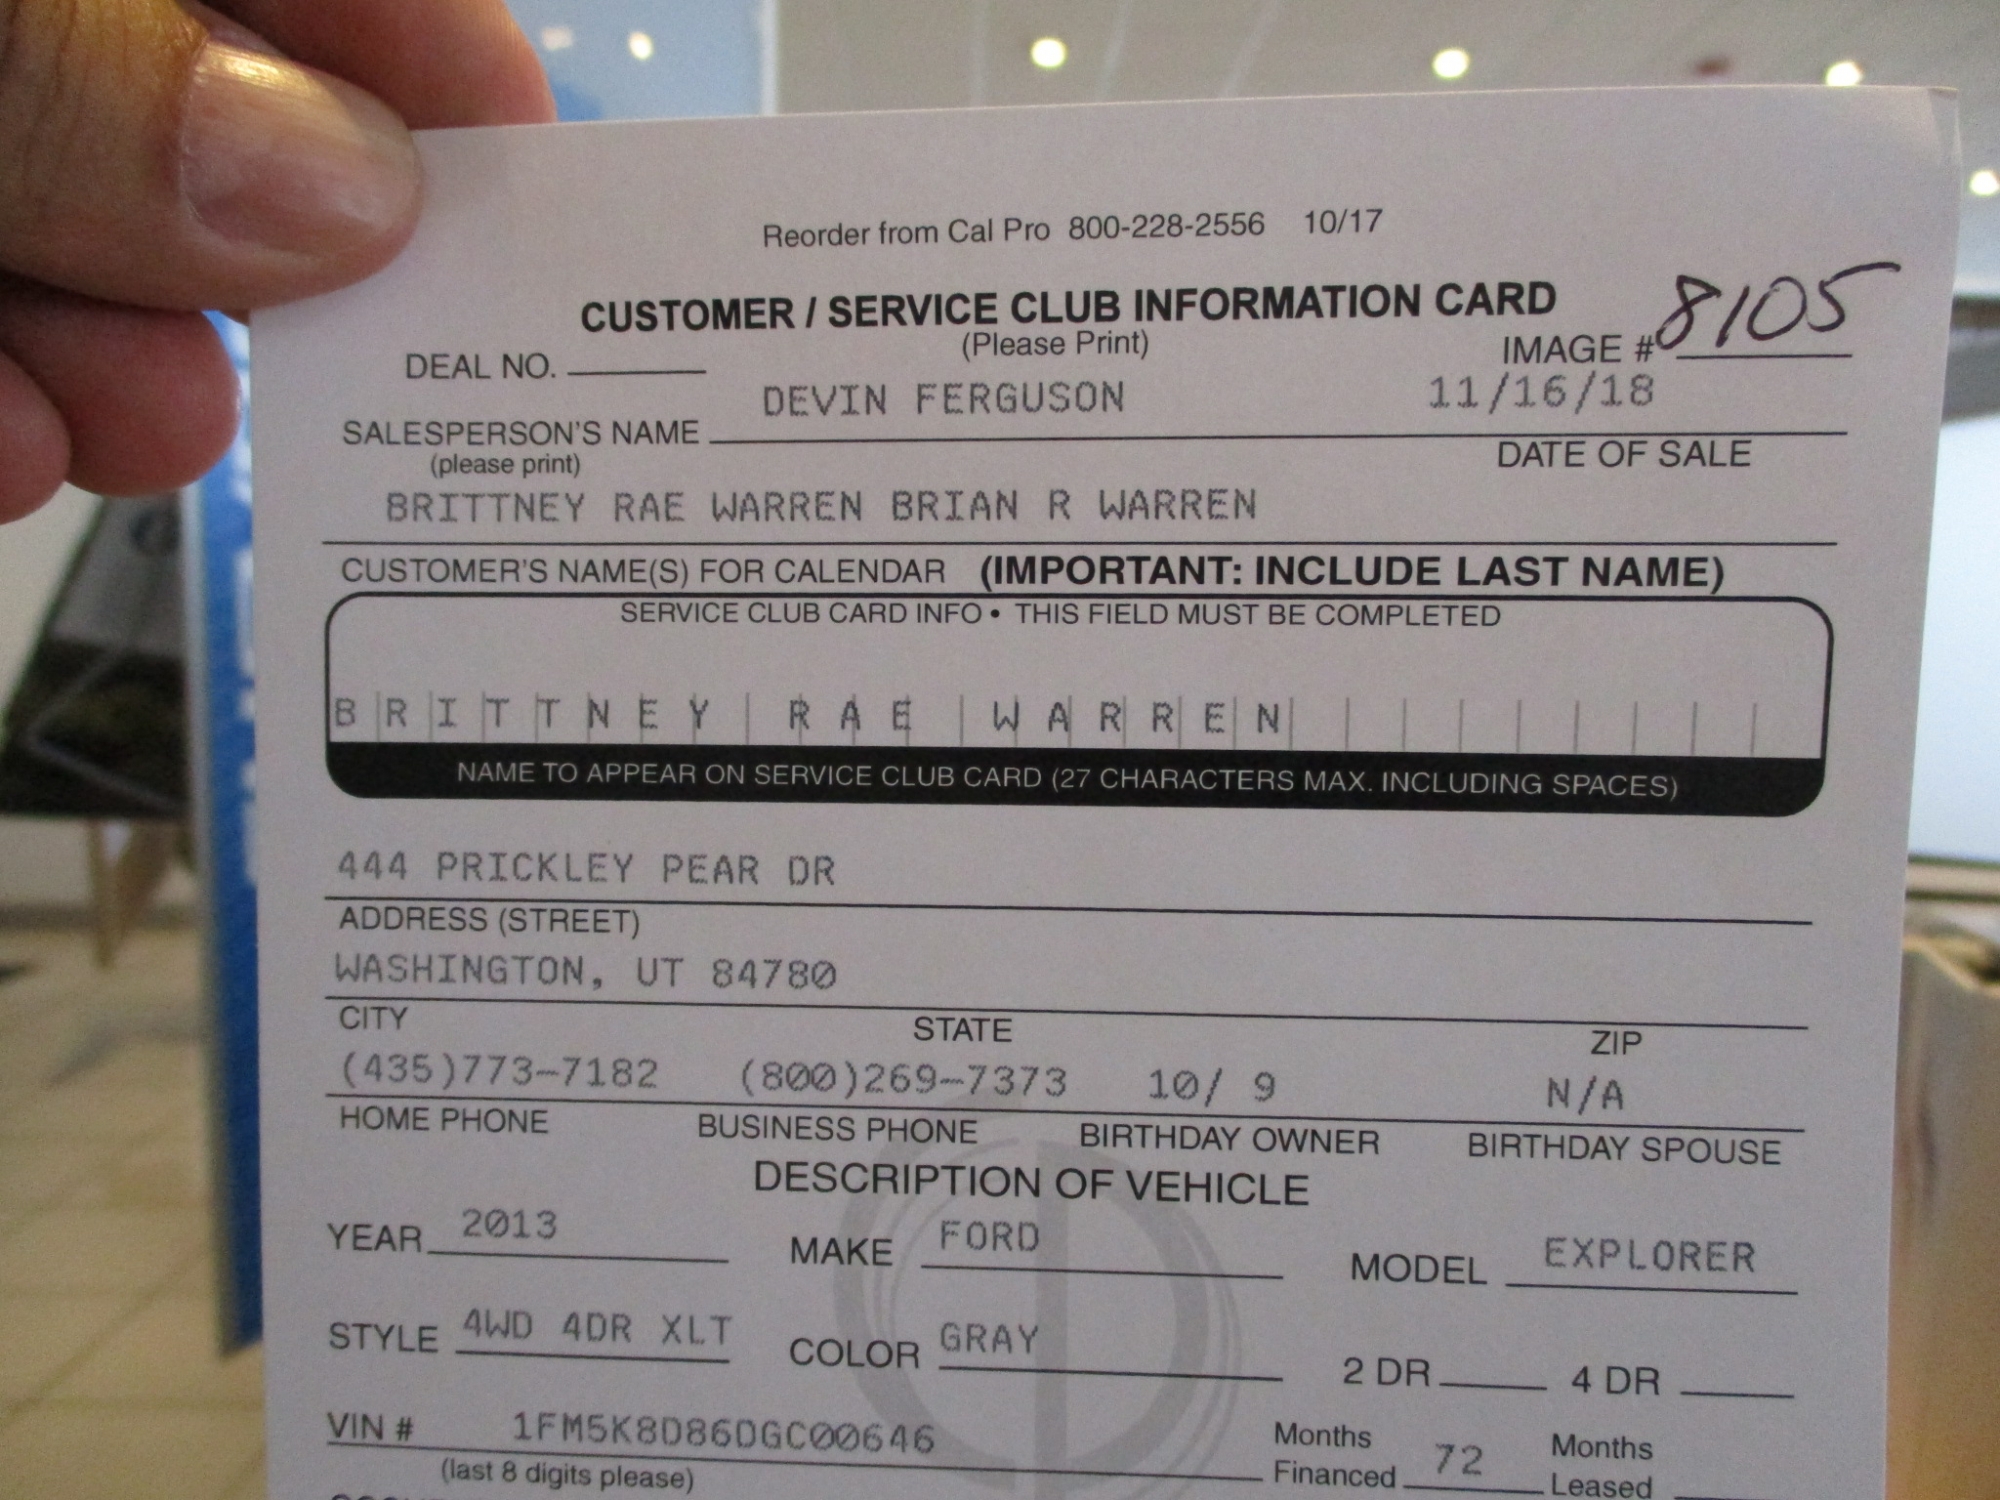 Reorder from Cal Pro 800-228-2556 10/17
CUSTOMER / SERVICE CLUB INFORMATION CARD
(Please Print)
DEAL NO. IMAGE # 8105
DEVIN FERGUSON 11/16/18
SALESPERSON'S NAME
(please print) DATE OF SALE
BRITTNEY RAE WARREN BRIAN R WARREN
CUSTOMER'S NAME(S) FOR CALENDAR (IMPORTANT: INCLUDE LAST NAME)
SERVICE CLUB CARD INFO • THIS FIELD MUST BE COMPLETED
BRITTNEY RAE WARREN
NAME TO APPEAR ON SERVICE CLUB CARD (27 CHARACTERS MAX. INCLUDING SPACES)
444 PRICKLEY PEAR DR
ADDRESS (STREET)
WASHINGTON, UT 84780
CITY STATE ZIP
(435)773-7182 (800)269-7373 10/ 9 N/A
HOME PHONE BUSINESS PHONE BIRTHDAY OWNER BIRTHDAY SPOUSE
DESCRIPTION OF VEHICLE
YEAR 2013 MAKE FORD MODEL EXPLORER
STYLE 4WD 4DR XLT COLOR GRAY 2 DR 4 DR
VIN # 1FM5K8D86DGC00646 Months Financed 72 Months Leased
(last 8 digits please)